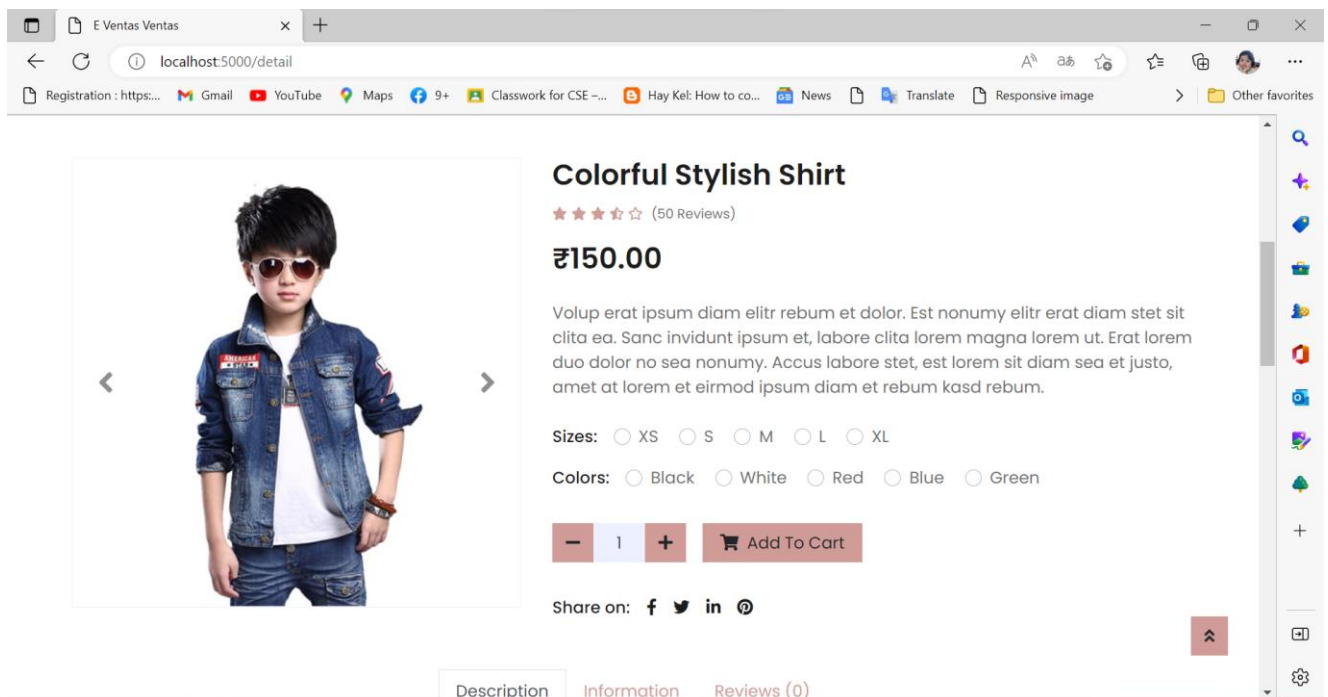 E Ventas Ventas
localhost:5000/detail
Registration : https:... Gmail YouTube Maps 9+ Classwork for CSE –... Hay Kel: How to co... News Translate Responsive image Other favorites
Colorful Stylish Shirt
(50 Reviews)
₹150.00
Volup erat ipsum diam elitr rebum et dolor. Est nonumy elitr erat diam stet sit
clita ea. Sanc invidunt ipsum et, labore clita lorem magna lorem ut. Erat lorem
duo dolor no sea nonumy. Accus labore stet, est lorem sit diam sea et justo,
amet at lorem et eirmod ipsum diam et rebum kasd rebum.
AMERICAN
STAR
Sizes: XS S M L XL
Colors: Black White Red Blue Green
1 Add To Cart
Share on:
Description Information Reviews (0)